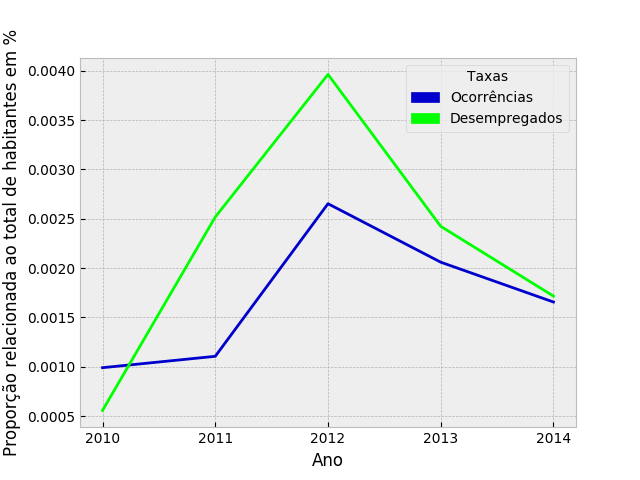 Proporção relacionada ao total de habitantes em %
0.0040
0.0035
0.0030
0.0025
0.0020
0.0015
0.0010
0.0005
Taxas
Ocorrências
Desempregados
2010 2011 2012 2013 2014
Ano